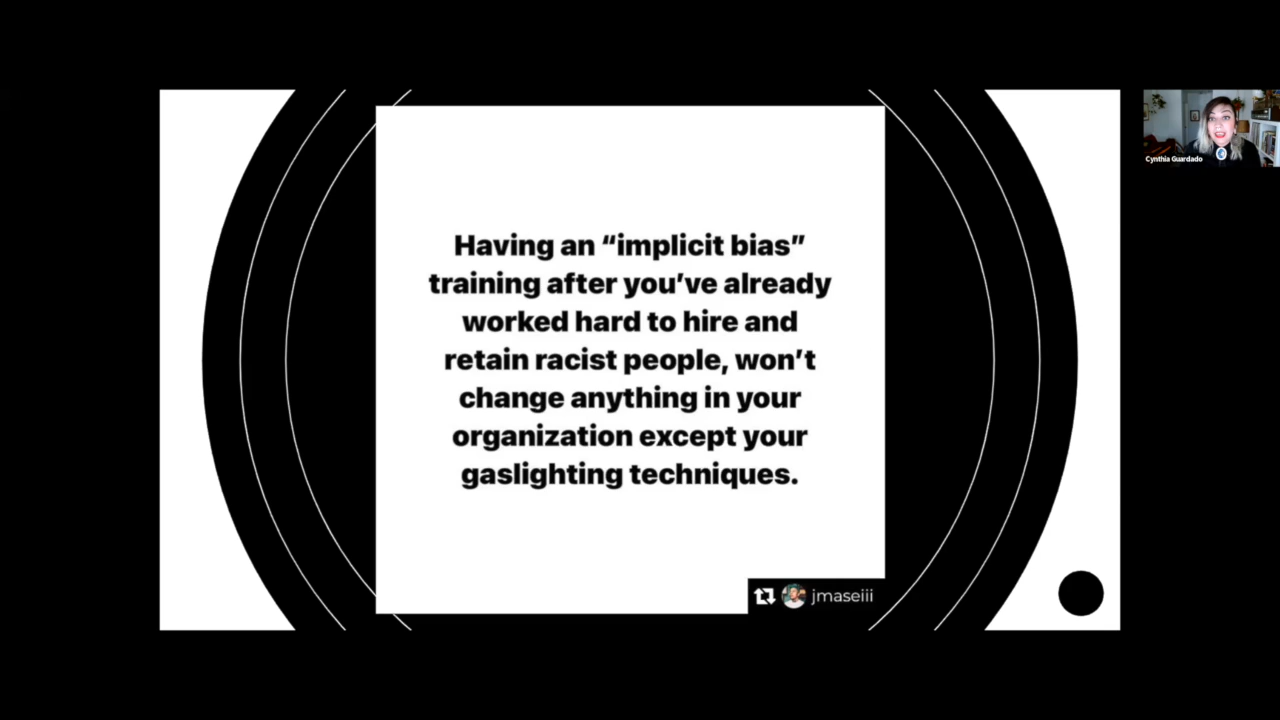 Having an “implicit bias”
training after you’ve already
worked hard to hire and
retain racist people, won’t
change anything in your
organization except your
gaslighting techniques.
jmaseiii
Cynthia Guardado